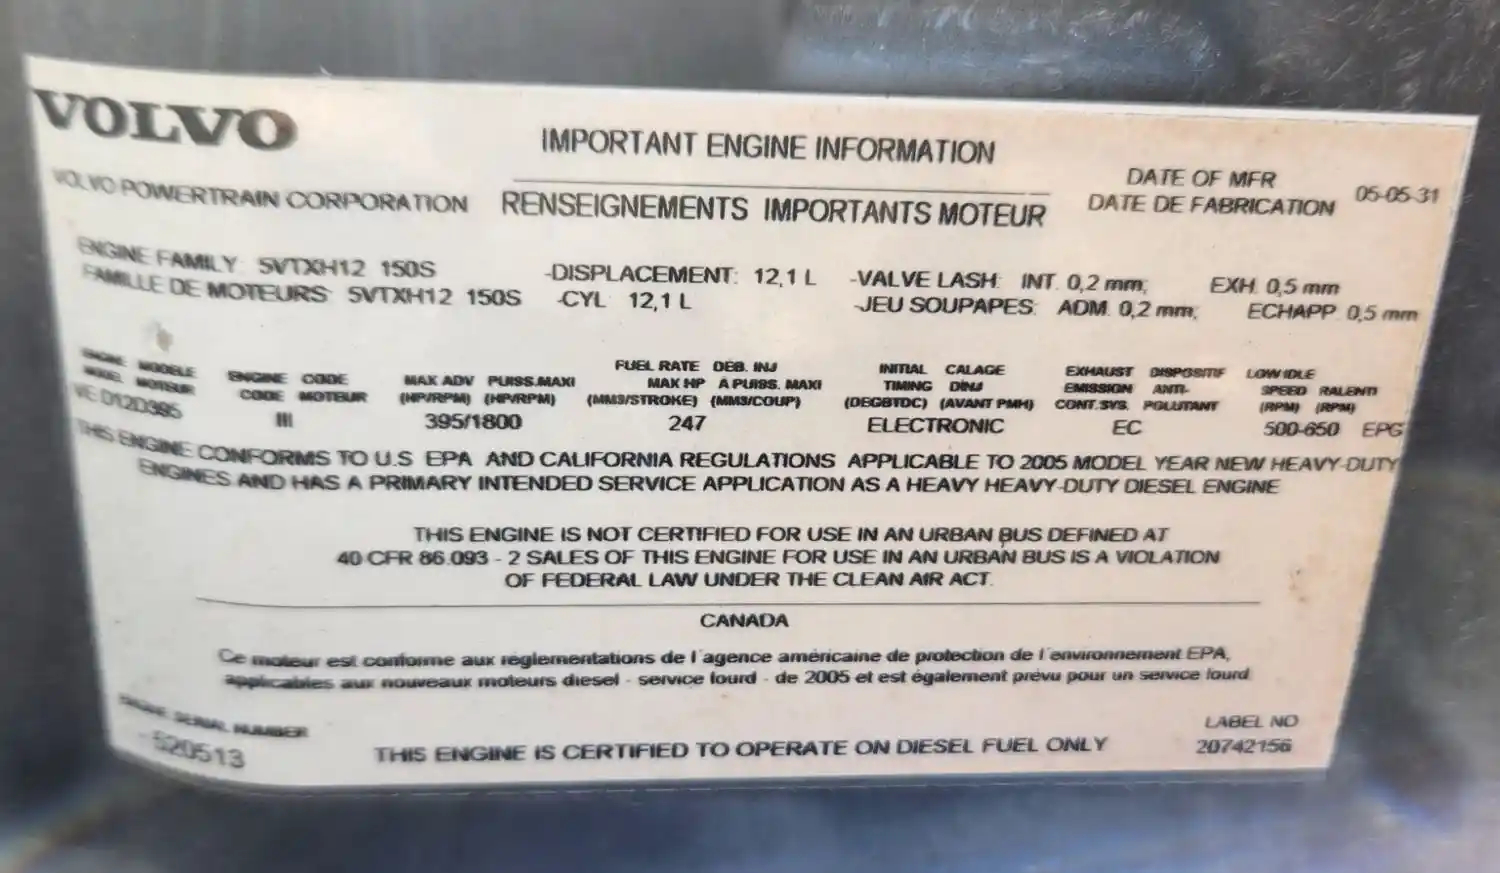 VOLVO
IMPORTANT ENGINE INFORMATION
VOLVO POWERTRAIN CORPORATION
RENSEIGNEMENTS IMPORTANTS MOTEUR
DATE OF MFR
DATE DE FABRICATION
05-05-31
ENGINE FAMILY: 5VTXH12 150S
FAMILLE DE MOTEURS: 5VTXH12 150S
-DISPLACEMENT: 12,1 L
-CYL 12,1 L
-VALVE LASH: INT. 0,2 mm; EXH. 0,5 mm
-JEU SOUPAPES: ADM. 0,2 mm; ECHAPP. 0,5 mm
ENGINE MODELE
MODEL MOTEUR
VE D12D395
ENGINE CODE
CODE MOTEUR
III
MAX ADV PUISS.MAXI
(HP/RPM) (HP/RPM)
395/1800
FUEL RATE DÉB. INJ
MAX HP A PUISS. MAXI
(MM3/STROKE) (MM3/COUP)
247
INITIAL CALAGE
TIMING D'INJ
(DEGBTDC) (AVANT PMH)
ELECTRONIC
EXHAUST DISPOSITIF
EMISSION ANTI-
CONT.SYS. POLLUTANT
EC
LOW IDLE
SPEED RALENTI
(RPM) (RPM)
500-650 EPG
THIS ENGINE CONFORMS TO U.S EPA AND CALIFORNIA REGULATIONS APPLICABLE TO 2005 MODEL YEAR NEW HEAVY-DUTY
ENGINES AND HAS A PRIMARY INTENDED SERVICE APPLICATION AS A HEAVY HEAVY-DUTY DIESEL ENGINE
THIS ENGINE IS NOT CERTIFIED FOR USE IN AN URBAN BUS DEFINED AT
40 CFR 86.093 - 2 SALES OF THIS ENGINE FOR USE IN AN URBAN BUS IS A VIOLATION
OF FEDERAL LAW UNDER THE CLEAN AIR ACT.
CANADA
Ce moteur est conforme aux réglementations de l'agence américaine de protection de l'environnement EPA,
applicables aux nouveaux moteurs diesel - service lourd - de 2005 et est également prévu pour un service lourd
ENGINE SERIAL NUMBER
- 520513
THIS ENGINE IS CERTIFIED TO OPERATE ON DIESEL FUEL ONLY
LABEL NO
20742156